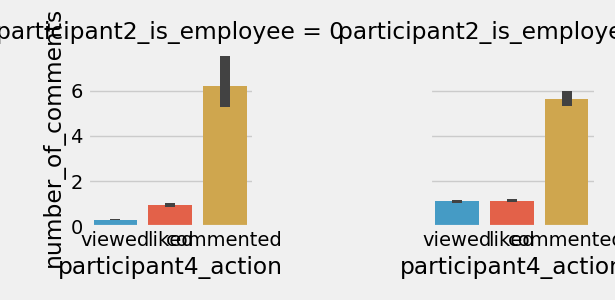 participant2_is_employee = 0
participant2_is_employe
number_of_comments
6
4
2
0
viewed
liked
commented
viewed
liked
commented
participant4_action
participant4_action